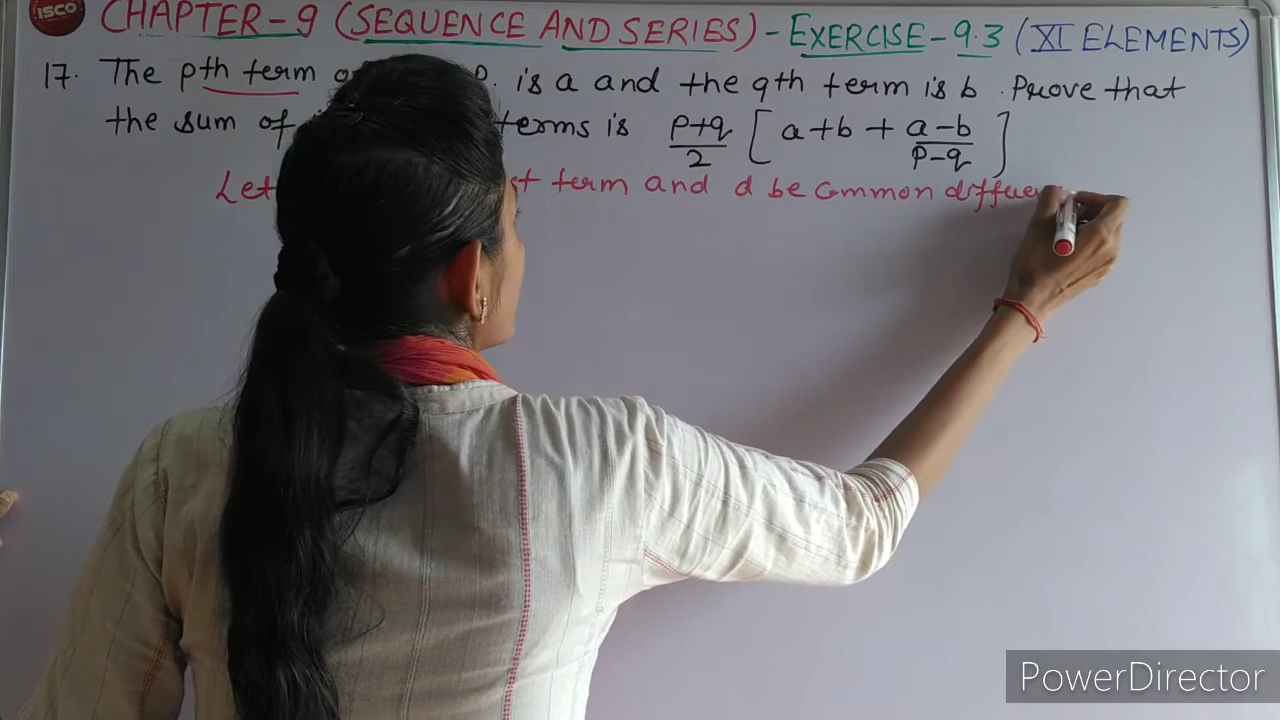 ISCO
CHAPTER-9 (SEQUENCE AND SERIES) - EXERCISE-9.3 (XI ELEMENTS)
17. The pth term P. is a and the qth term is b. Prove that
the sum of terms is p+q/2 [a+b + a-b/p-q]
Let term and d be common
PowerDirector